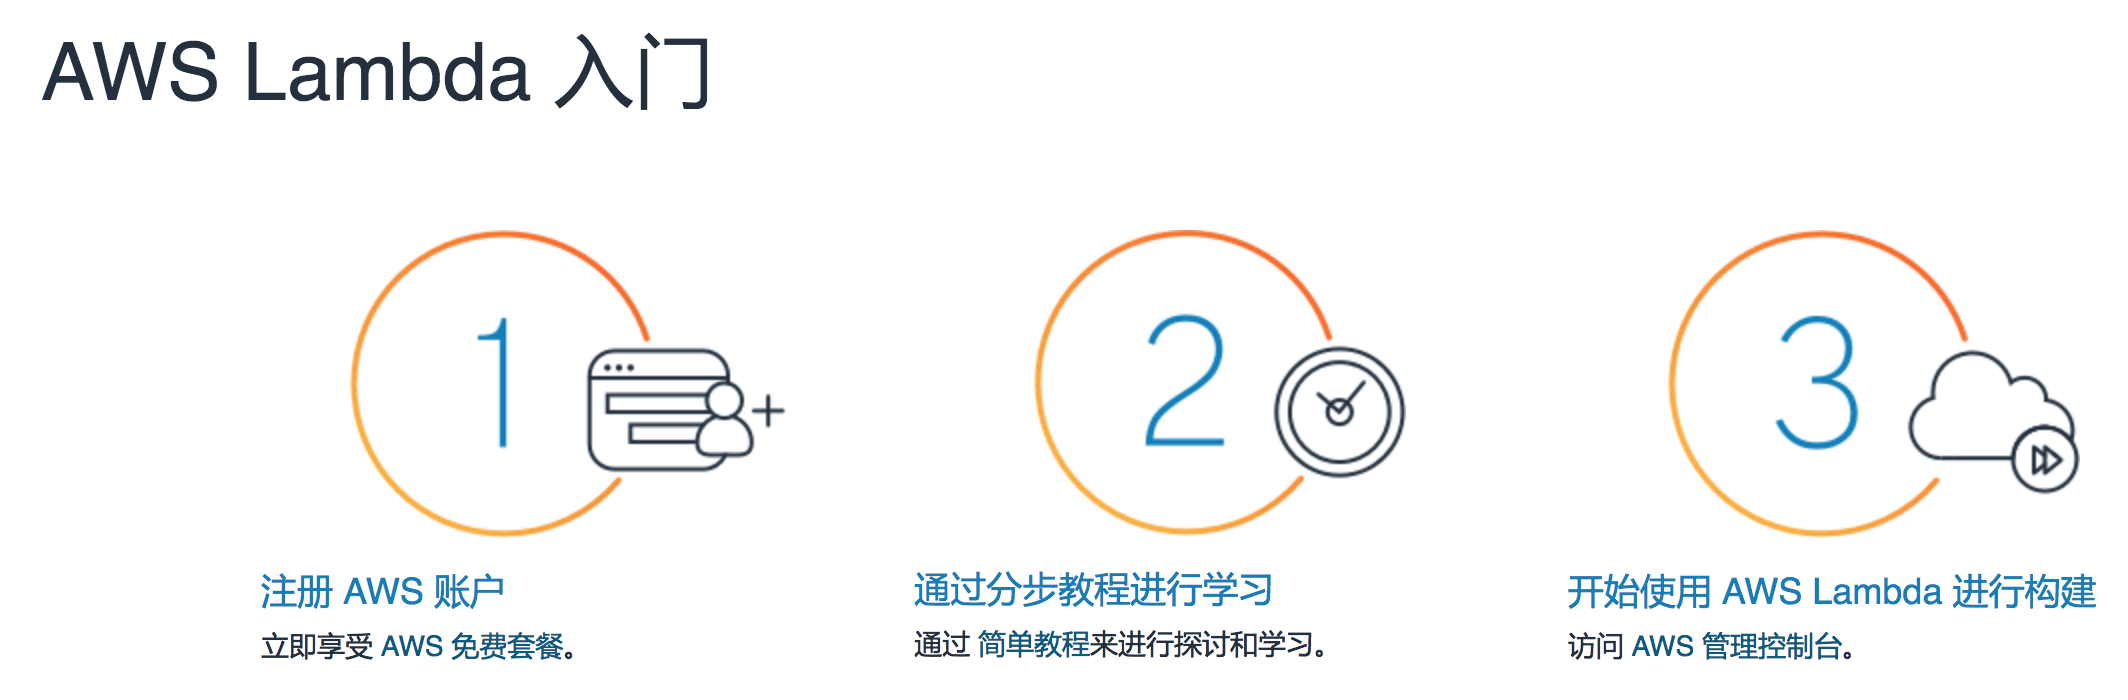 AWS Lambda 入门
1
2
3
注册 AWS 账户
立即享受 AWS 免费套餐。
通过分步教程进行学习
通过 简单教程来进行探讨和学习。
开始使用 AWS Lambda 进行构建
访问 AWS 管理控制台。